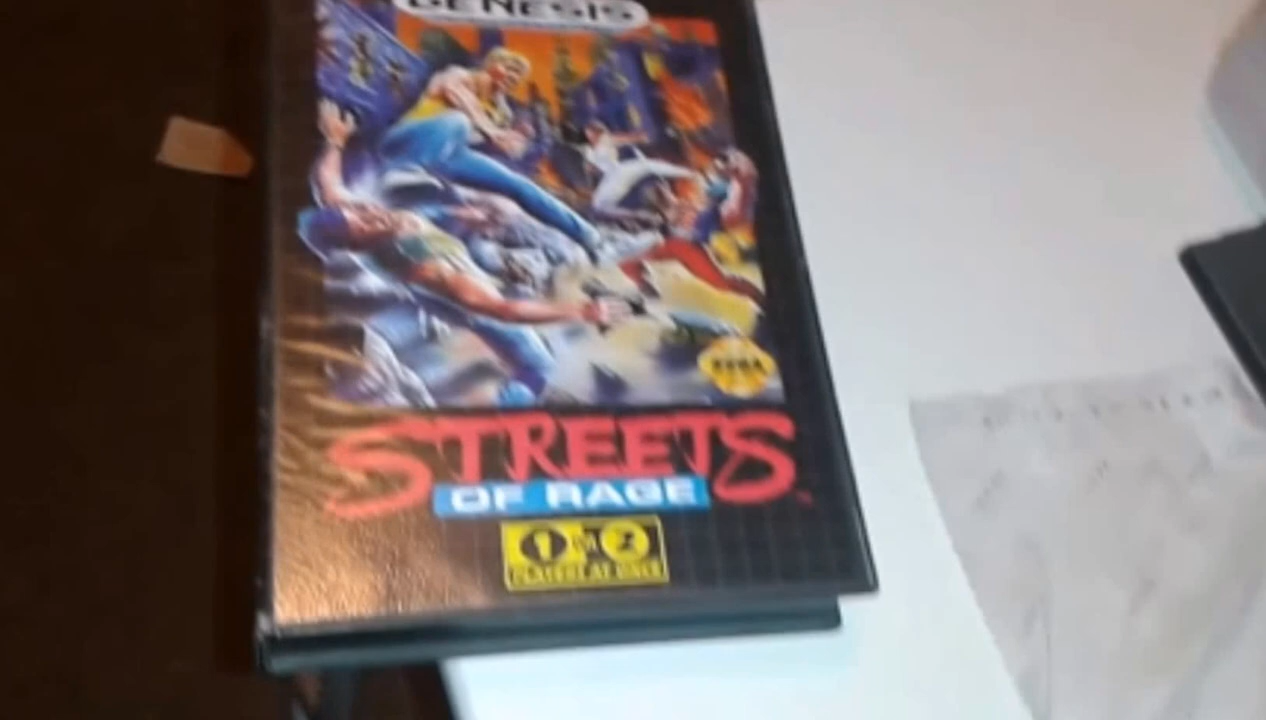 GENESIS
SEGA
STREETS
OF RAGE
1 OR 2
PLAYERS AT ONCE